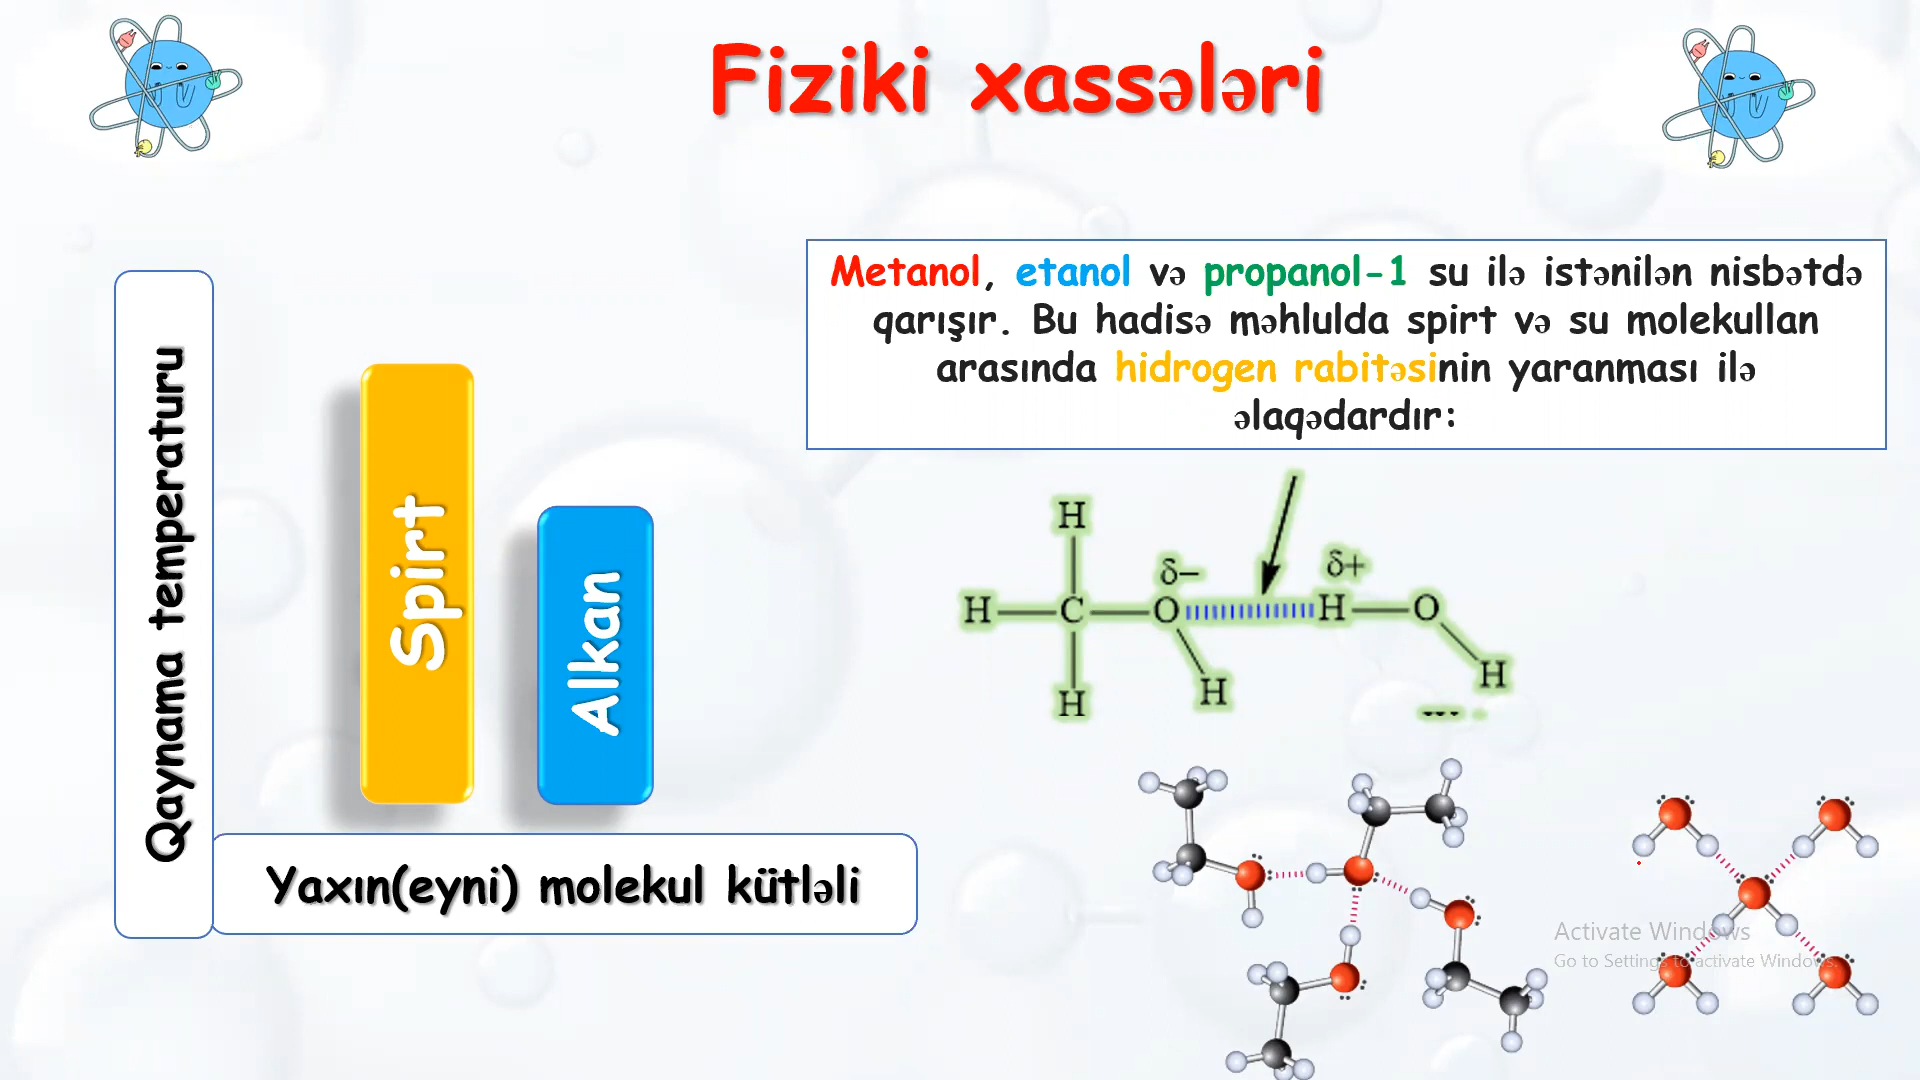 Fiziki xassələri
Metanol, etanol və propanol-1 su ilə istənilən nisbətdə
qarışır. Bu hadisə məhlulda spirt və su molekullan
arasında hidrogen rabitəsinin yaranması ilə
əlaqədardır:
Qaynama temperaturu
Spirt
Alkan
Yaxın(eyni) molekul kütləli
H
δ− δ+
H C O H O
H H
H
Activate Windows
Go to Settings to activate Windows.